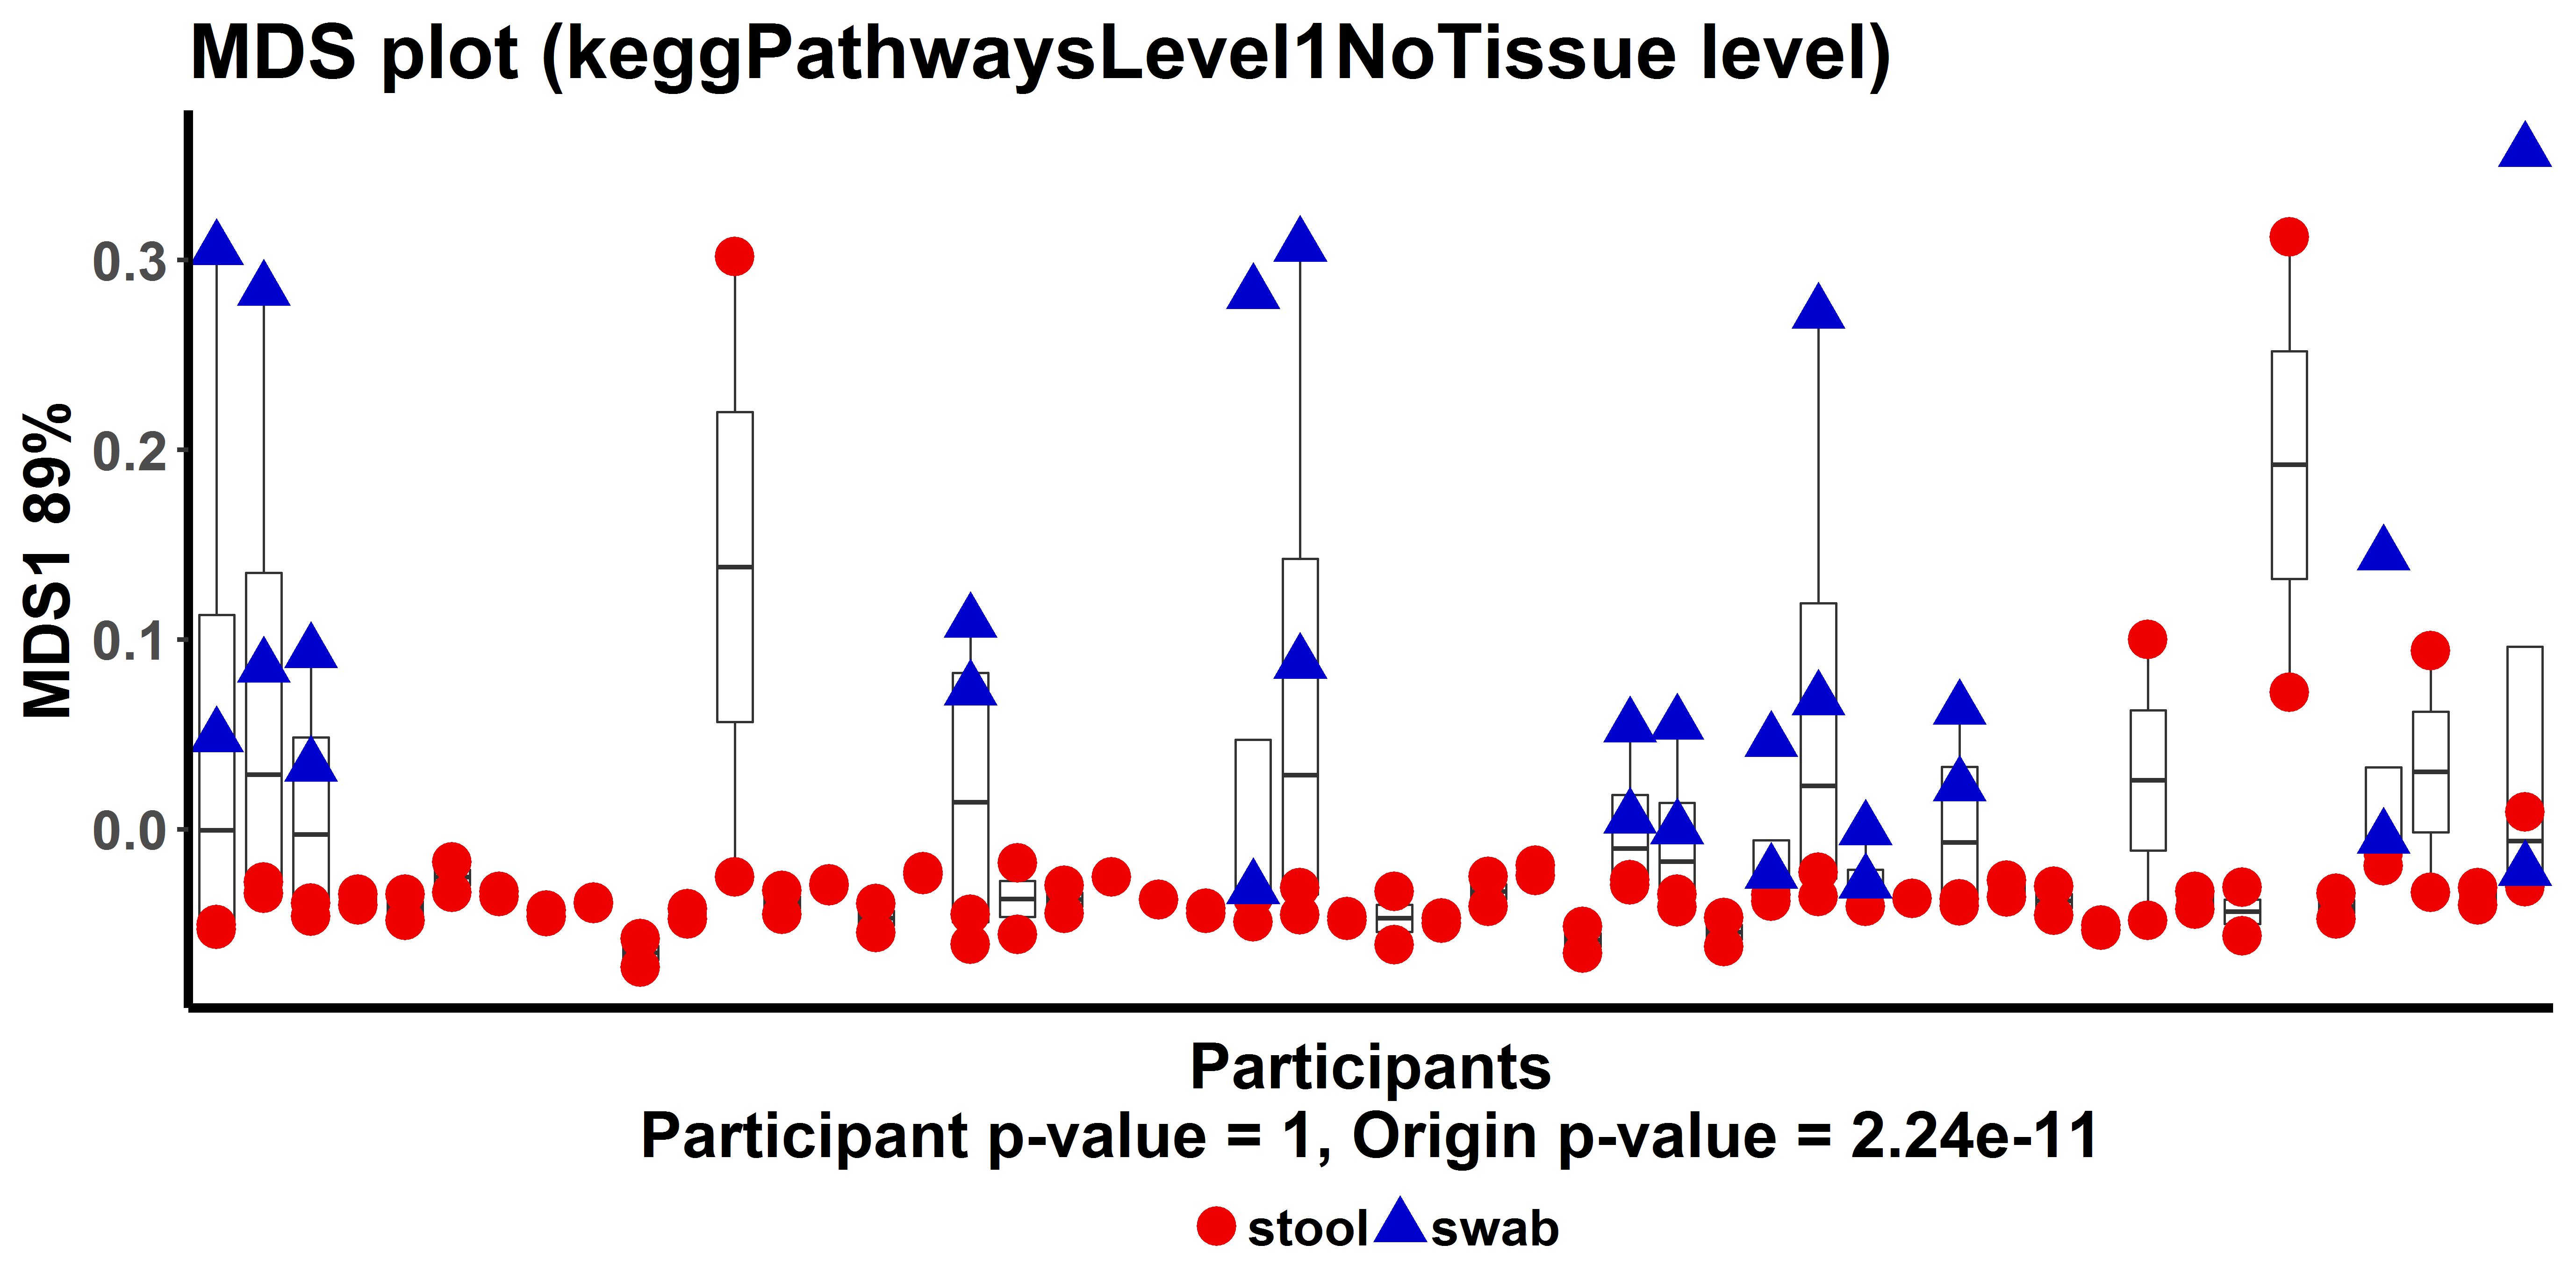 MDS plot (keggPathwaysLevel1NoTissue level)
MDS1 89%
0.3
0.2
0.1
0.0
Participants
Participant p-value = 1, Origin p-value = 2.24e-11
stool swab